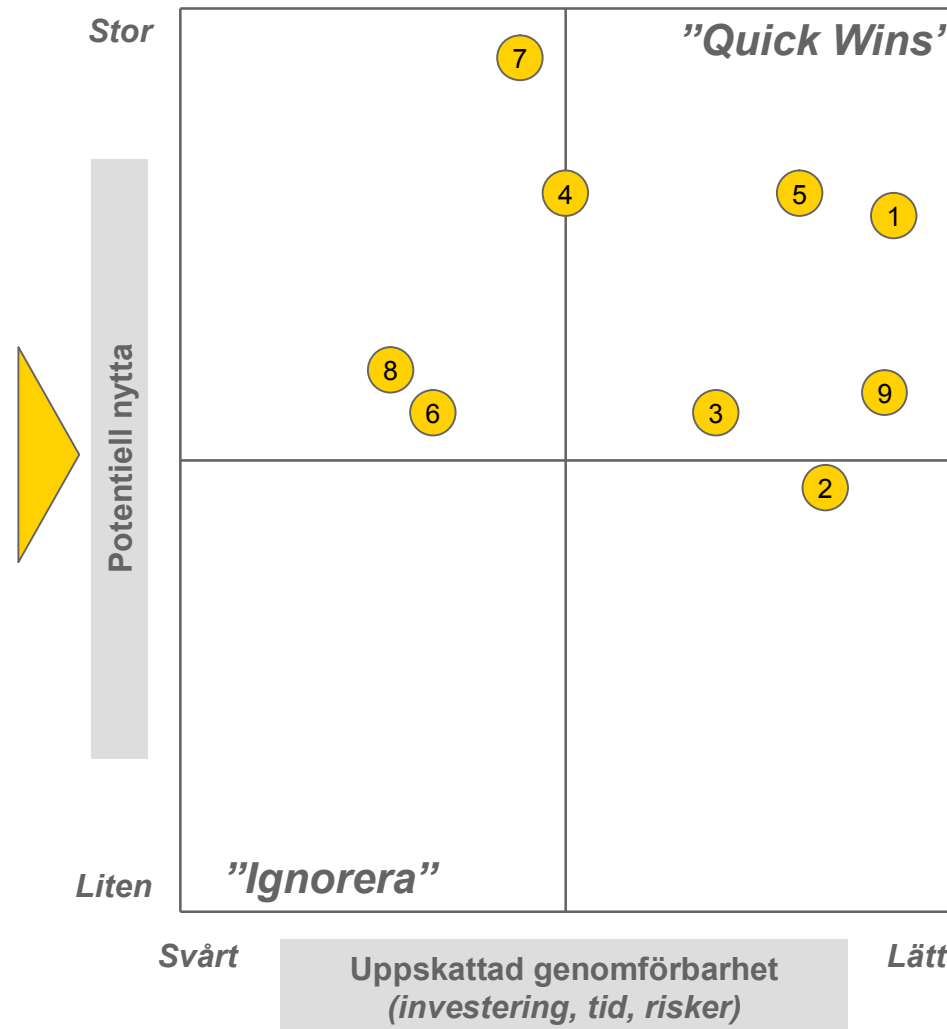 Stor
”Quick Wins’
7
4
5
1
8
6
3
9
2
Potentiell nytta
”Ignorera”
Liten
Svårt
Lätt
Uppskattad genomförbarhet
(investering, tid, risker)